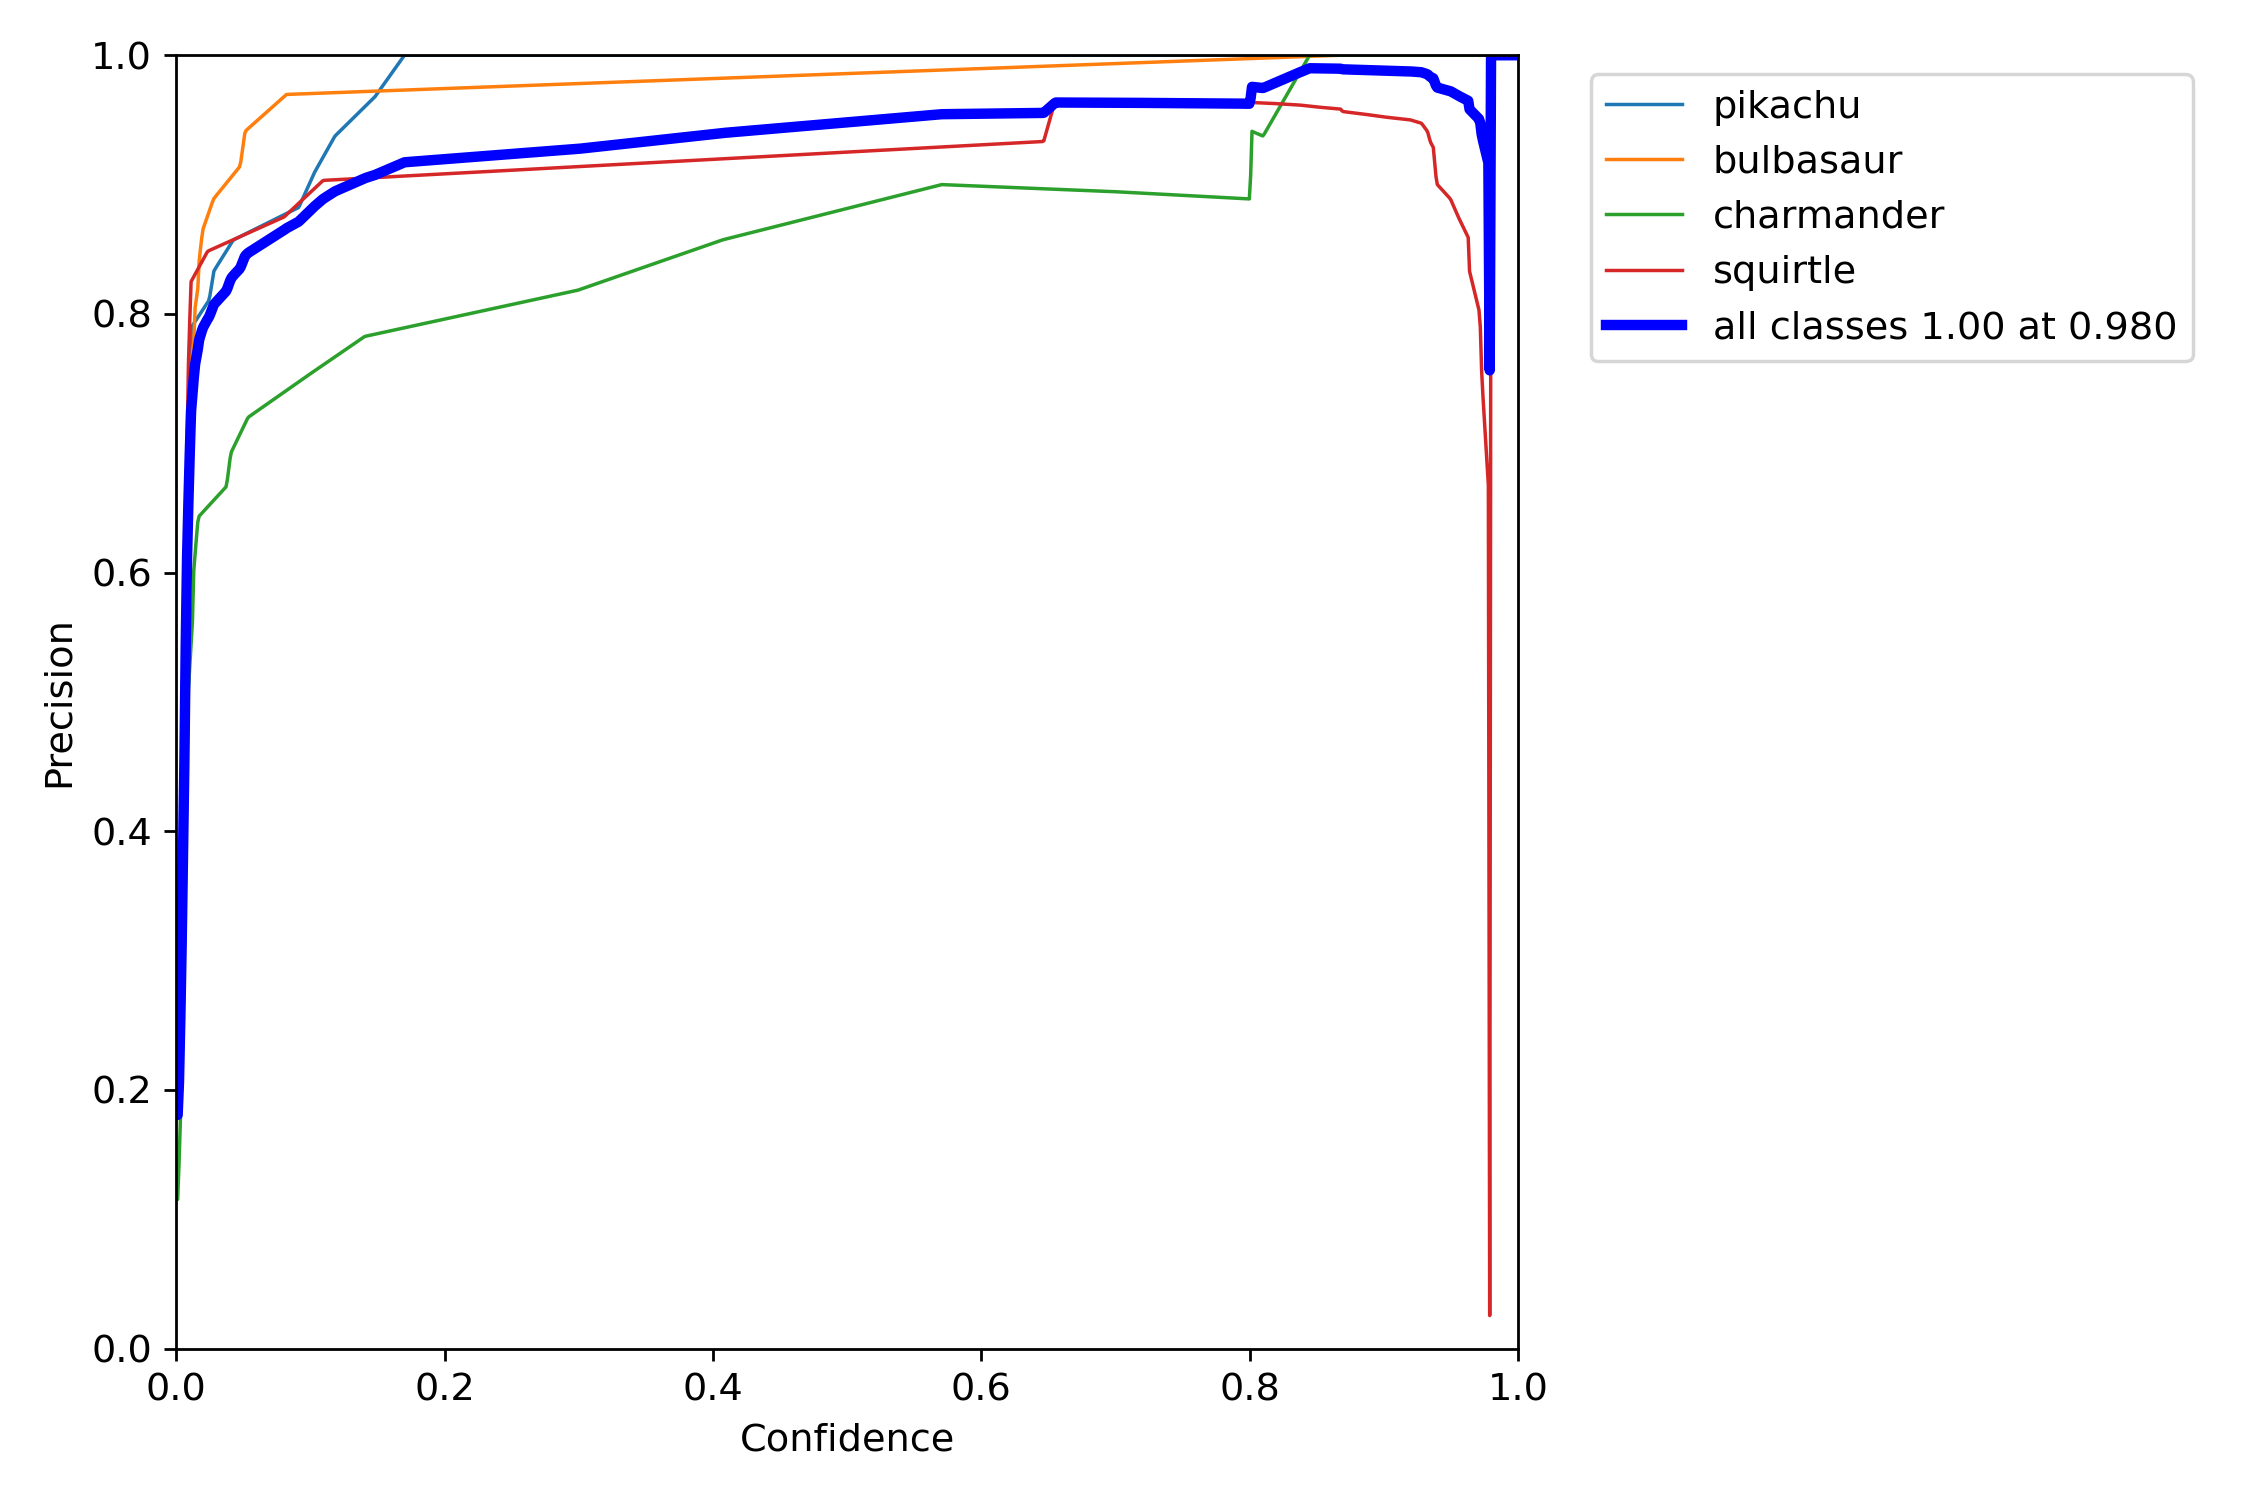 1.0
0.8
0.6
0.4
0.2
0.0
0.0 0.2 0.4 0.6 0.8 1.0
Precision
Confidence
pikachu
bulbasaur
charmander
squirtle
all classes 1.00 at 0.980